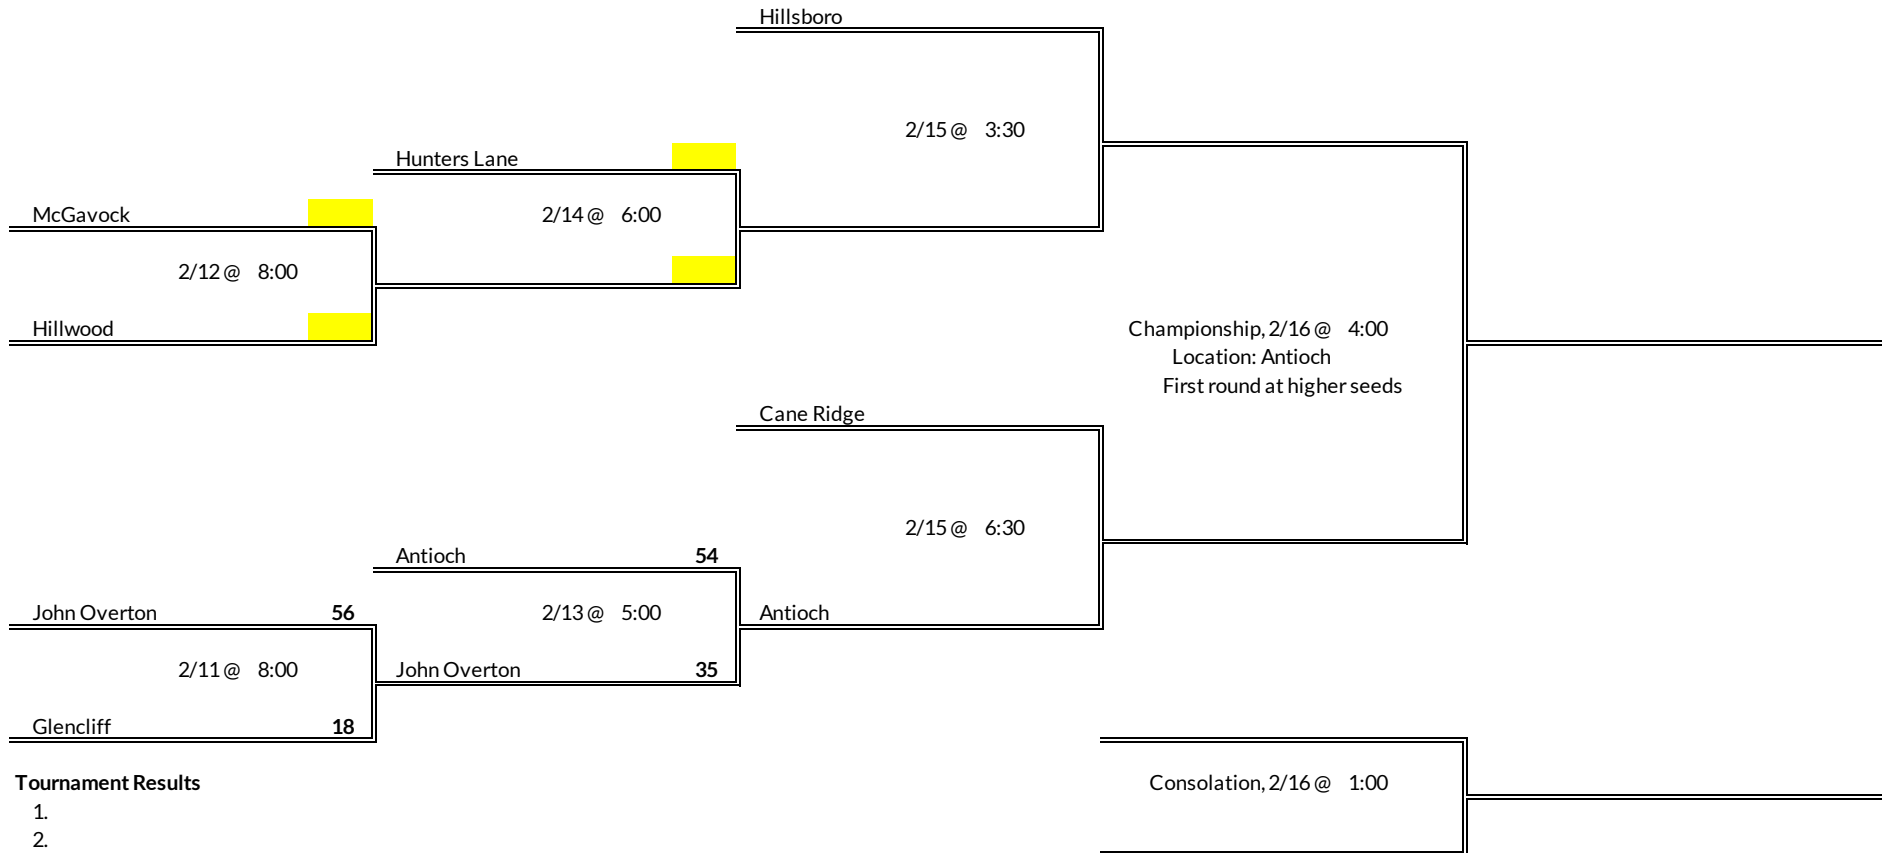 Hillsboro
2/15 @ 3:30
Hunters Lane
McGavock
2/14 @ 6:00
2/12 @ 8:00
Hillwood
Championship, 2/16 @ 4:00
Location: Antioch
First round at higher seeds
Cane Ridge
2/15 @ 6:30
Antioch 54
John Overton 56
2/13 @ 5:00
Antioch
2/11 @ 8:00
John Overton 35
Glencliff 18
Tournament Results
Consolation, 2/16 @ 1:00
1.
2.